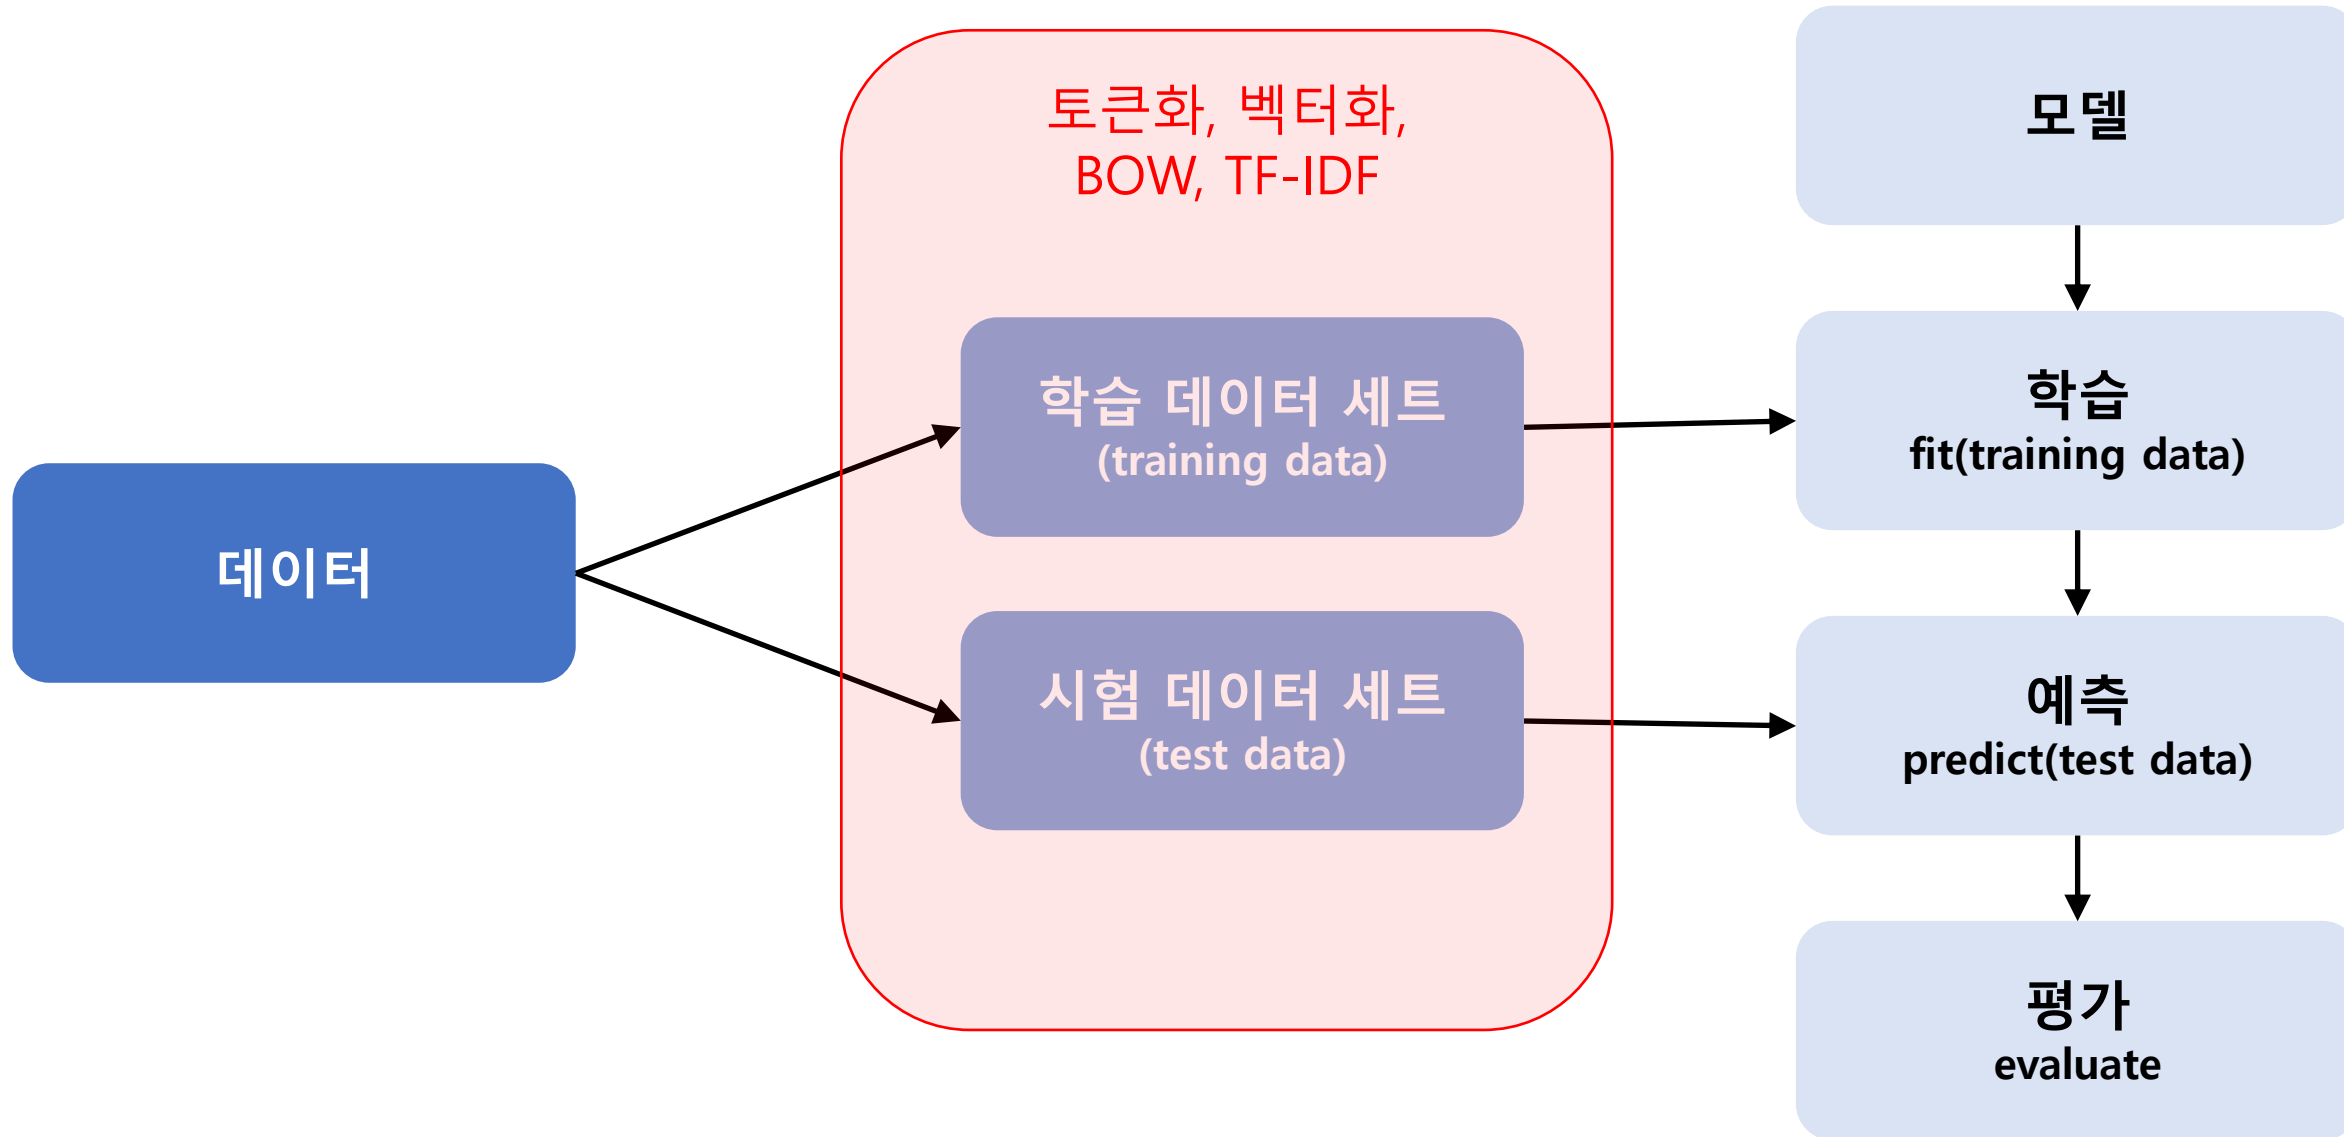 데이터
토큰화, 벡터화,
BOW, TF-IDF
학습 데이터 세트
(training data)
시험 데이터 세트
(test data)
모델
학습
fit(training data)
예측
predict(test data)
평가
evaluate